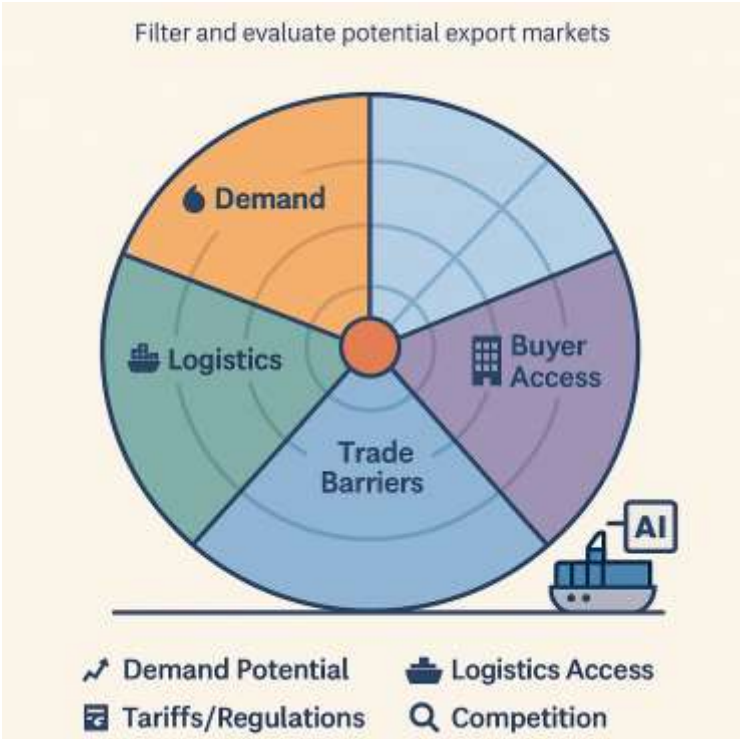 Filter and evaluate potential export markets
Demand
Logistics
Buyer
Access
Trade
Barriers
AI
Demand Potential
Logistics Access
Tariffs/Regulations
Competition